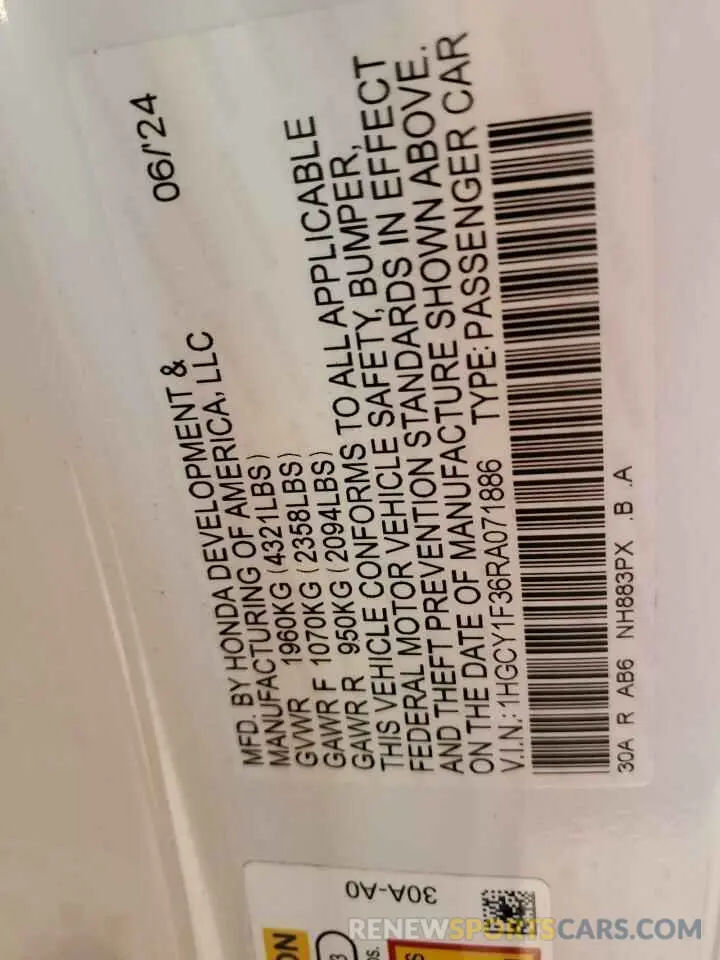 MFD. BY HONDA DEVELOPMENT & 06/'24
MANUFACTURING OF AMERICA, LLC
GVWR 1960KG (4321LBS)
GAWR F 1070KG (2358LBS)
GAWR R 950KG (2094LBS)
THIS VEHICLE CONFORMS TO ALL APPLICABLE
FEDERAL MOTOR VEHICLE SAFETY, BUMPER,
AND THEFT PREVENTION STANDARDS IN EFFECT
ON THE DATE OF MANUFACTURE SHOWN ABOVE.
V.I.N.: 1HGCY1F36RA071886 TYPE: PASSENGER CAR
30A R AB6 NH883PX .B .A
30A-A0
RENEWSPORTSCARS.COM